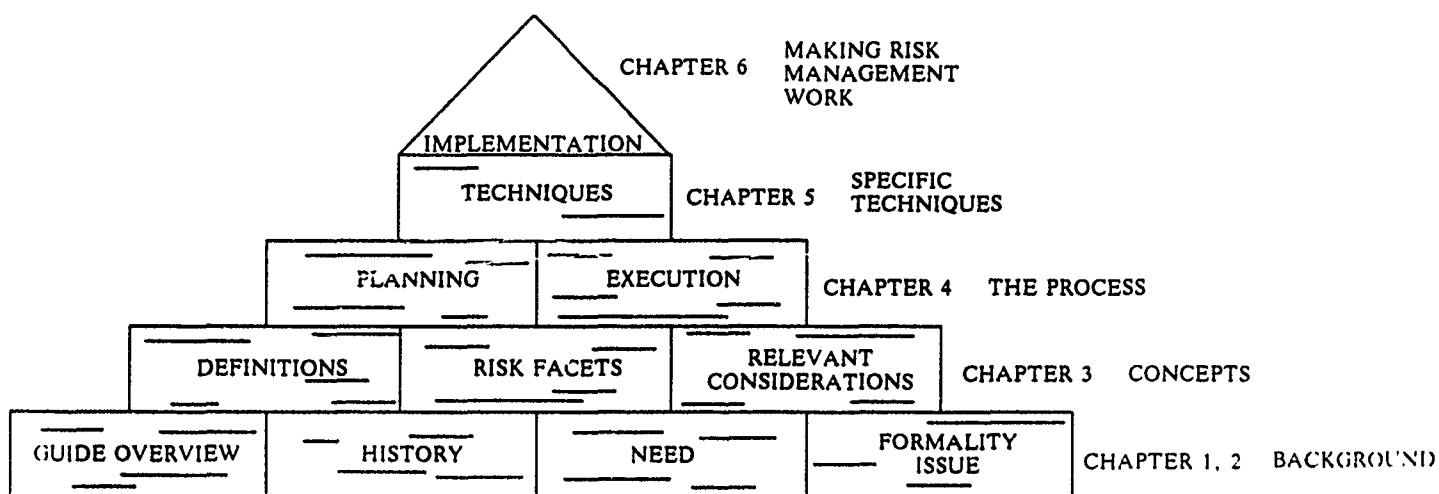 CHAPTER 6 MAKING RISK
MANAGEMENT
WORK
IMPLEMENTATION
TECHNIQUES
CHAPTER 5 SPECIFIC
TECHNIQUES
PLANNING
EXECUTION
CHAPTER 4 THE PROCESS
DEFINITIONS
RISK FACETS
RELEVANT
CONSIDERATIONS
CHAPTER 3 CONCEPTS
GUIDE OVERVIEW
HISTORY
NEED
FORMALITY
ISSUE
CHAPTER 1, 2 BACKGROUND